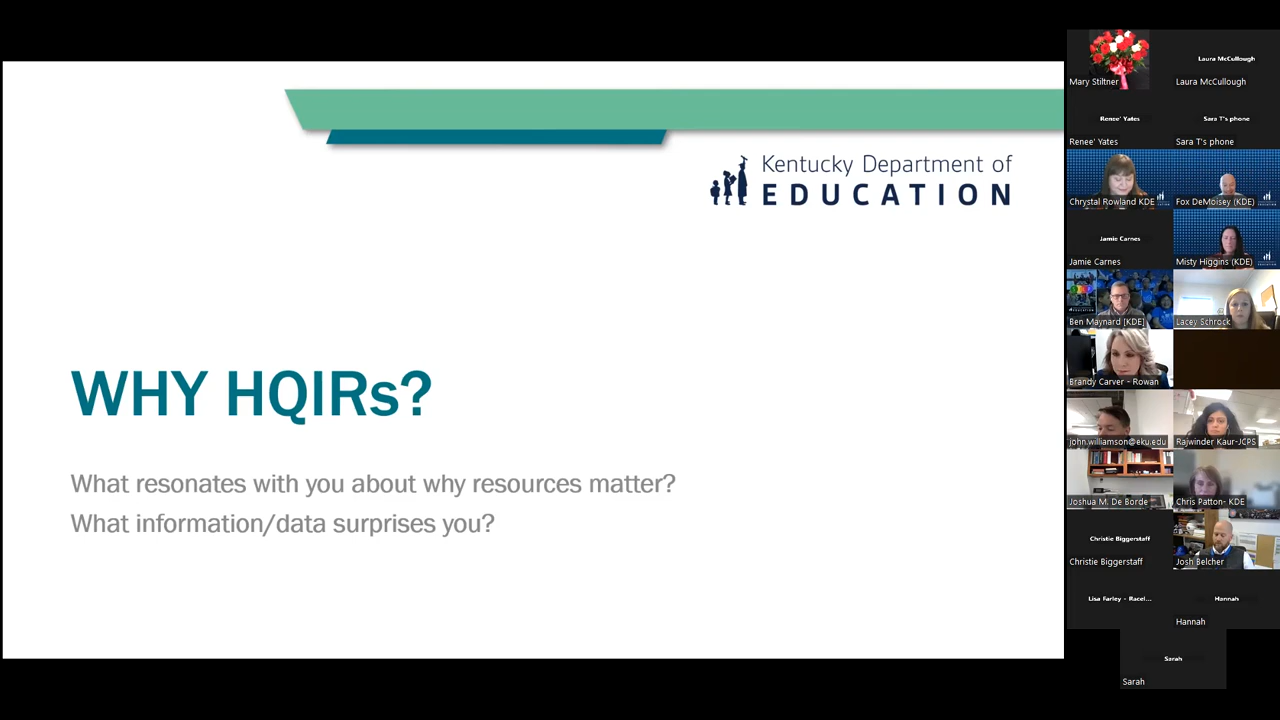 Kentucky Department of
EDUCATION
WHY HQIRs?
What resonates with you about why resources matter?
What information/data surprises you?
Mary Stiltner
Laura McCullough
Laura McCullough
Renee' Yates
Sara T's phone
Renee' Yates
Sara T's phone
Chrystal Rowland KDE
Fox DeMoisey (KDE)
Jamie Carnes
Jamie Carnes
Misty Higgins (KDE)
Ben Maynard [KDE]
Lacey Schrock
Brandy Carver - Rowan
john.williamson@eku.edu
Rajwinder Kaur-JCPS
Joshua M. De Borde
Chris Patton- KDE
Christie Biggerstaff
Christie Biggerstaff
Josh Belcher
Lisa Farley - Racel...
Hannah
Hannah
Sarah
Sarah